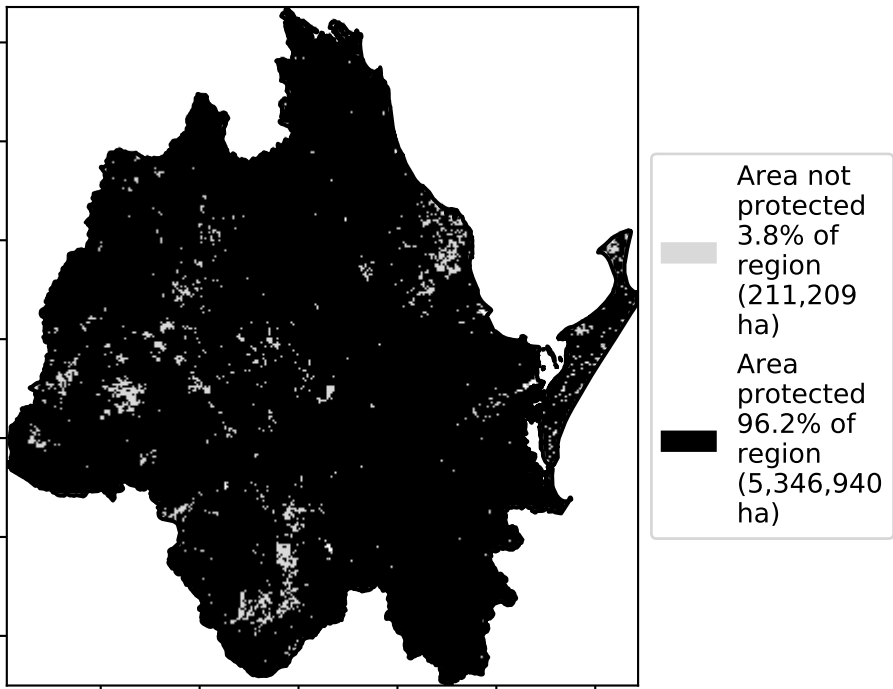 Area not
protected
3.8% of
region
(211,209
ha)
Area
protected
96.2% of
region
(5,346,940
ha)